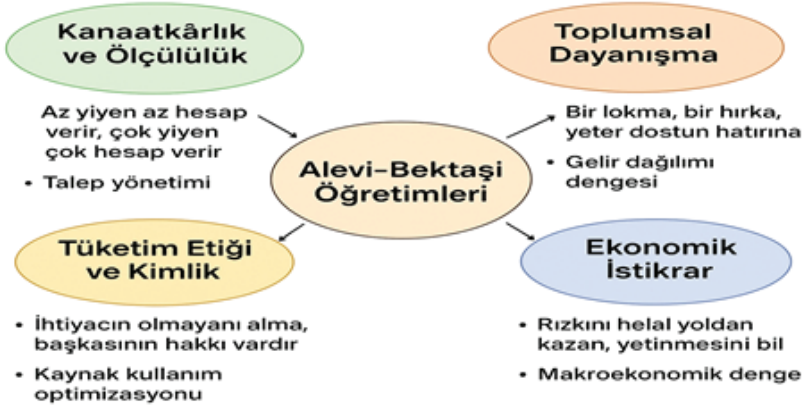 Kanaatkârlık
ve Ölçülülük
Az yiyen az hesap
verir, çok yiyen
çok hesap verir
• Talep yönetimi
Toplumsal
Dayanışma
Bir lokma, bir hırka,
yeter dostun hatırına
• Gelir dağılımı
dengesi
Alevi–Bektaşi
Öğretimleri
Tüketim Etiği
ve Kimlik
• İhtiyacın olmayanı alma,
başkasının hakkı vardır
• Kaynak kullanım
optimizasyonu
Ekonomik
İstikrar
• Rızkını helal yoldan
kazan, yetinmesini bil
• Makroekonomik denge